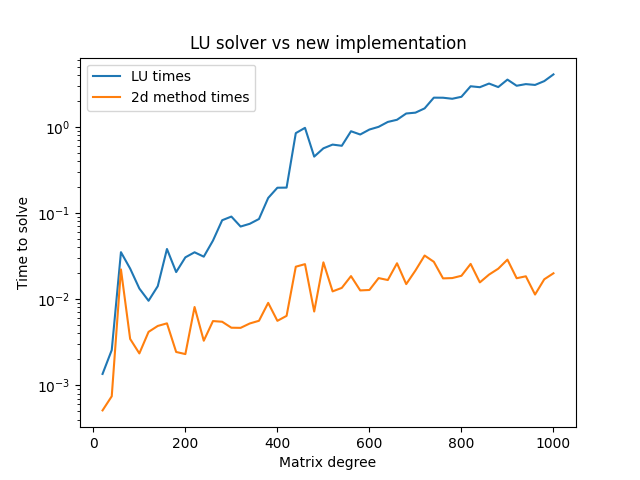 LU solver vs new implementation
LU times
2d method times
10⁰
10⁻¹
10⁻²
10⁻³
Time to solve
0 200 400 600 800 1000
Matrix degree